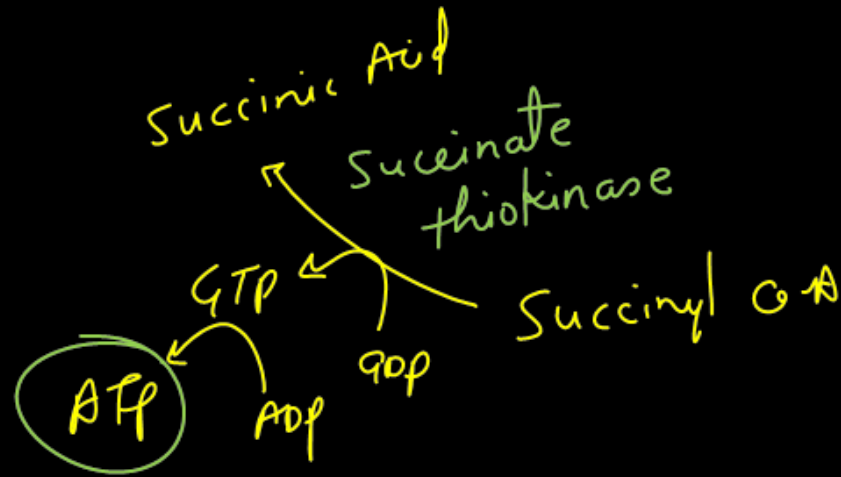 Succinic Acid
Succinate
thiokinase
Succinyl CoA
GTP
GDP
ATP
ADP